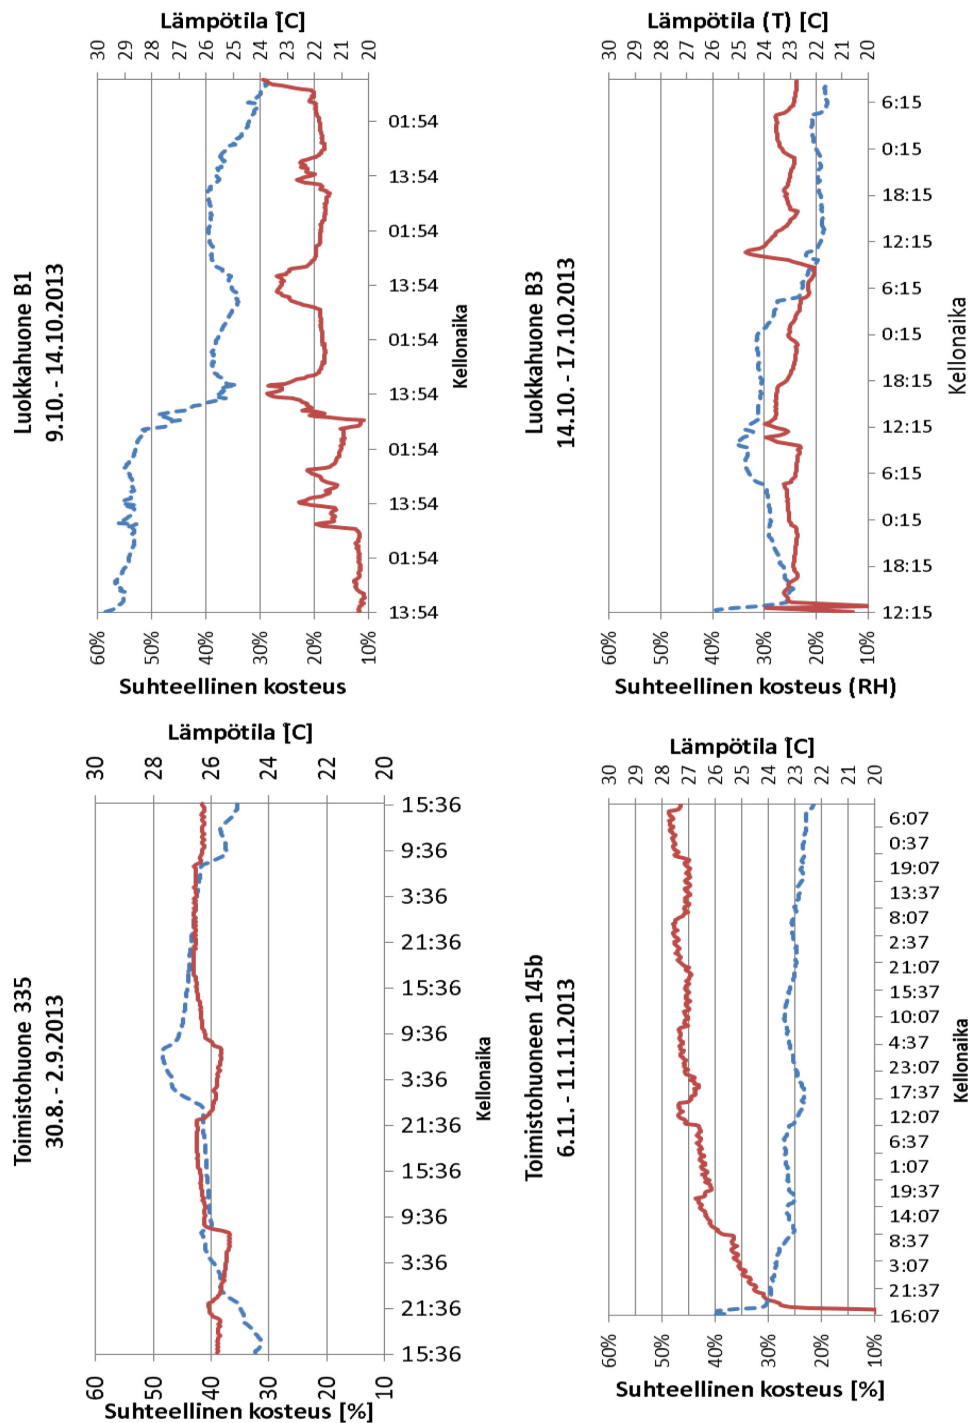 Lämpötila [°C]
30 29 28 27 26 25 24 23 22 21 20
Luokkahuone B1
9.10. - 14.10.2013
01:54
13:54
01:54
13:54
01:54
13:54
01:54
13:54
01:54
13:54
Kellonaika
60% 50% 40% 30% 20% 10%
Suhteellinen kosteus
Lämpötila (T) [C]
30 29 28 27 26 25 24 23 22 21 20
Luokkahuone B3
14.10. - 17.10.2013
6:15
0:15
18:15
12:15
6:15
0:15
18:15
12:15
6:15
0:15
18:15
12:15
Kellonaika
60% 50% 40% 30% 20% 10%
Suhteellinen kosteus (RH)
Lämpötila [°C]
30 28 26 24 22 20
Toimistohuone 335
30.8. - 2.9.2013
15:36
9:36
3:36
21:36
15:36
9:36
3:36
21:36
15:36
9:36
3:36
21:36
15:36
Kellonaika
60 50 40 30 20 10
Suhteellinen kosteus [%]
Lämpötila [°C]
30 29 28 27 26 25 24 23 22 21 20
Toimistohuoneen 145b
6.11. - 11.11.2013
6:07
0:37
19:07
13:37
8:07
2:37
21:07
15:37
10:07
4:37
23:07
17:37
12:07
6:37
1:07
19:37
14:07
8:37
3:07
21:37
16:07
Kellonaika
60% 50% 40% 30% 20% 10%
Suhteellinen kosteus [%]